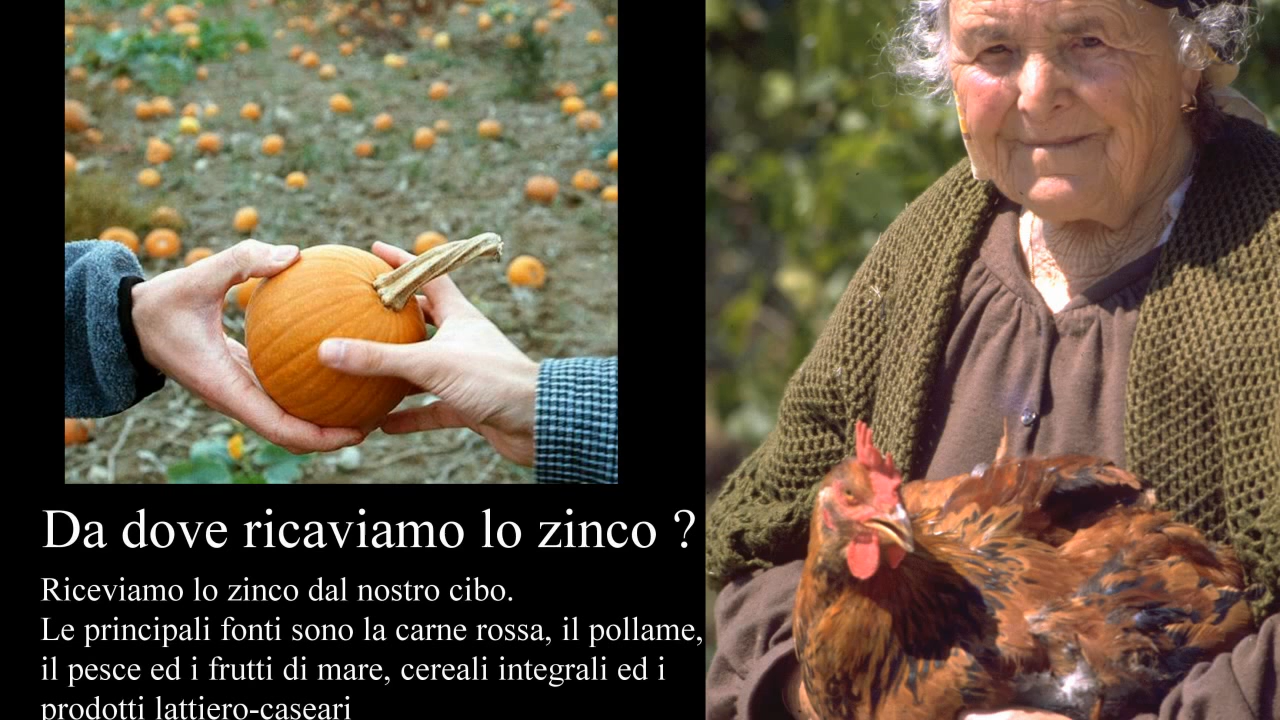 Da dove ricaviamo lo zinco ?
Riceviamo lo zinco dal nostro cibo.
Le principali fonti sono la carne rossa, il pollame,
il pesce ed i frutti di mare, cereali integrali ed i
prodotti lattiero-caseari